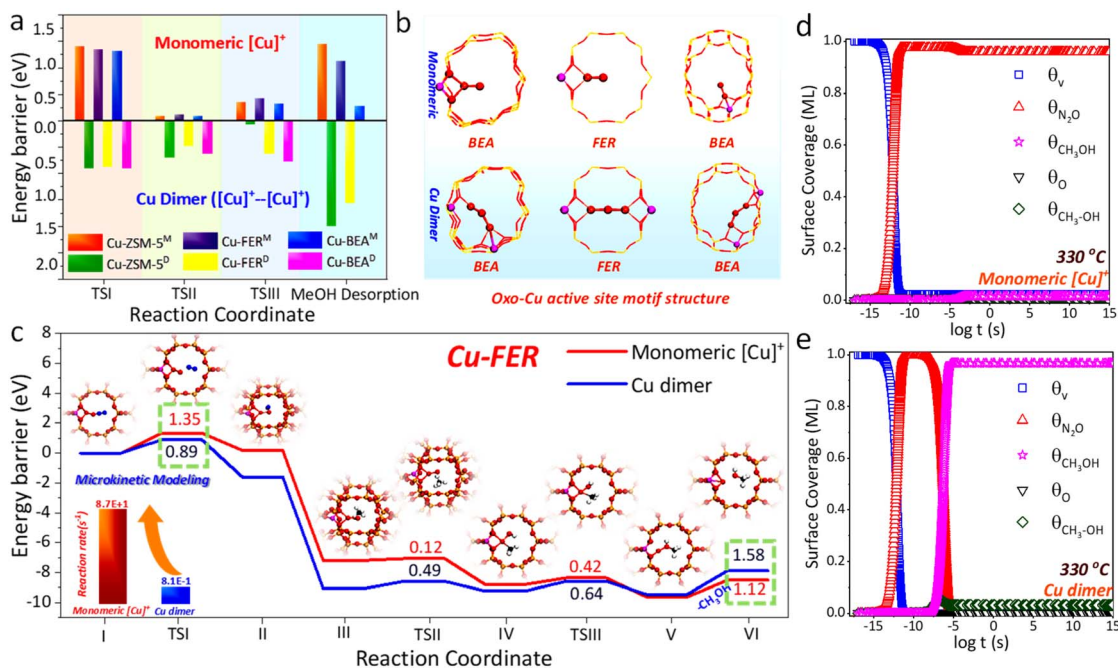 a
Energy barrier (eV)
1.5
1.0
0.5
0.0
Monomeric [Cu]⁺
Energy barrier (eV)
0.5
1.0
1.5
2.0
Cu Dimer ([Cu]⁺--[Cu]⁺)
Cu-ZSM-5ᴹ Cu-FERᴹ Cu-BEAᴹ
Cu-ZSM-5ᴰ Cu-FERᴰ Cu-BEAᴰ
TSI TSII TSIII MeOH Desorption
Reaction Coordinate
b
Monomeric
BEA FER BEA
Cu Dimer
BEA FER BEA
Oxo-Cu active site motif structure
c
Energy barrier (eV)
8
6
4
2
0
-2
-4
-6
-8
-10
Cu-FER
Monomeric [Cu]⁺
Cu dimer
1.35
0.89
Microkinetic Modeling
Reaction rate(s⁻¹)
8.7E+1
8.1E-1
Monomeric [Cu]⁺ Cu dimer
0.12
0.49
0.42
0.64
-CH₃OH
1.58
1.12
I TSI II III TSII IV TSIII V VI
Reaction Coordinate
d
Surface Coverage (ML)
1.0
0.8
0.6
0.4
0.2
0.0
θᵥ
θN₂O
θCH₃OH
θO
θCH₃-OH
330 °C
Monomeric [Cu]⁺
-15 -10 -5 0 5 10 15
log t (s)
e
Surface Coverage (ML)
1.0
0.8
0.6
0.4
0.2
0.0
θᵥ
θN₂O
θCH₃OH
θO
θCH₃-OH
330 °C
Cu dimer
-15 -10 -5 0 5 10 15
log t (s)